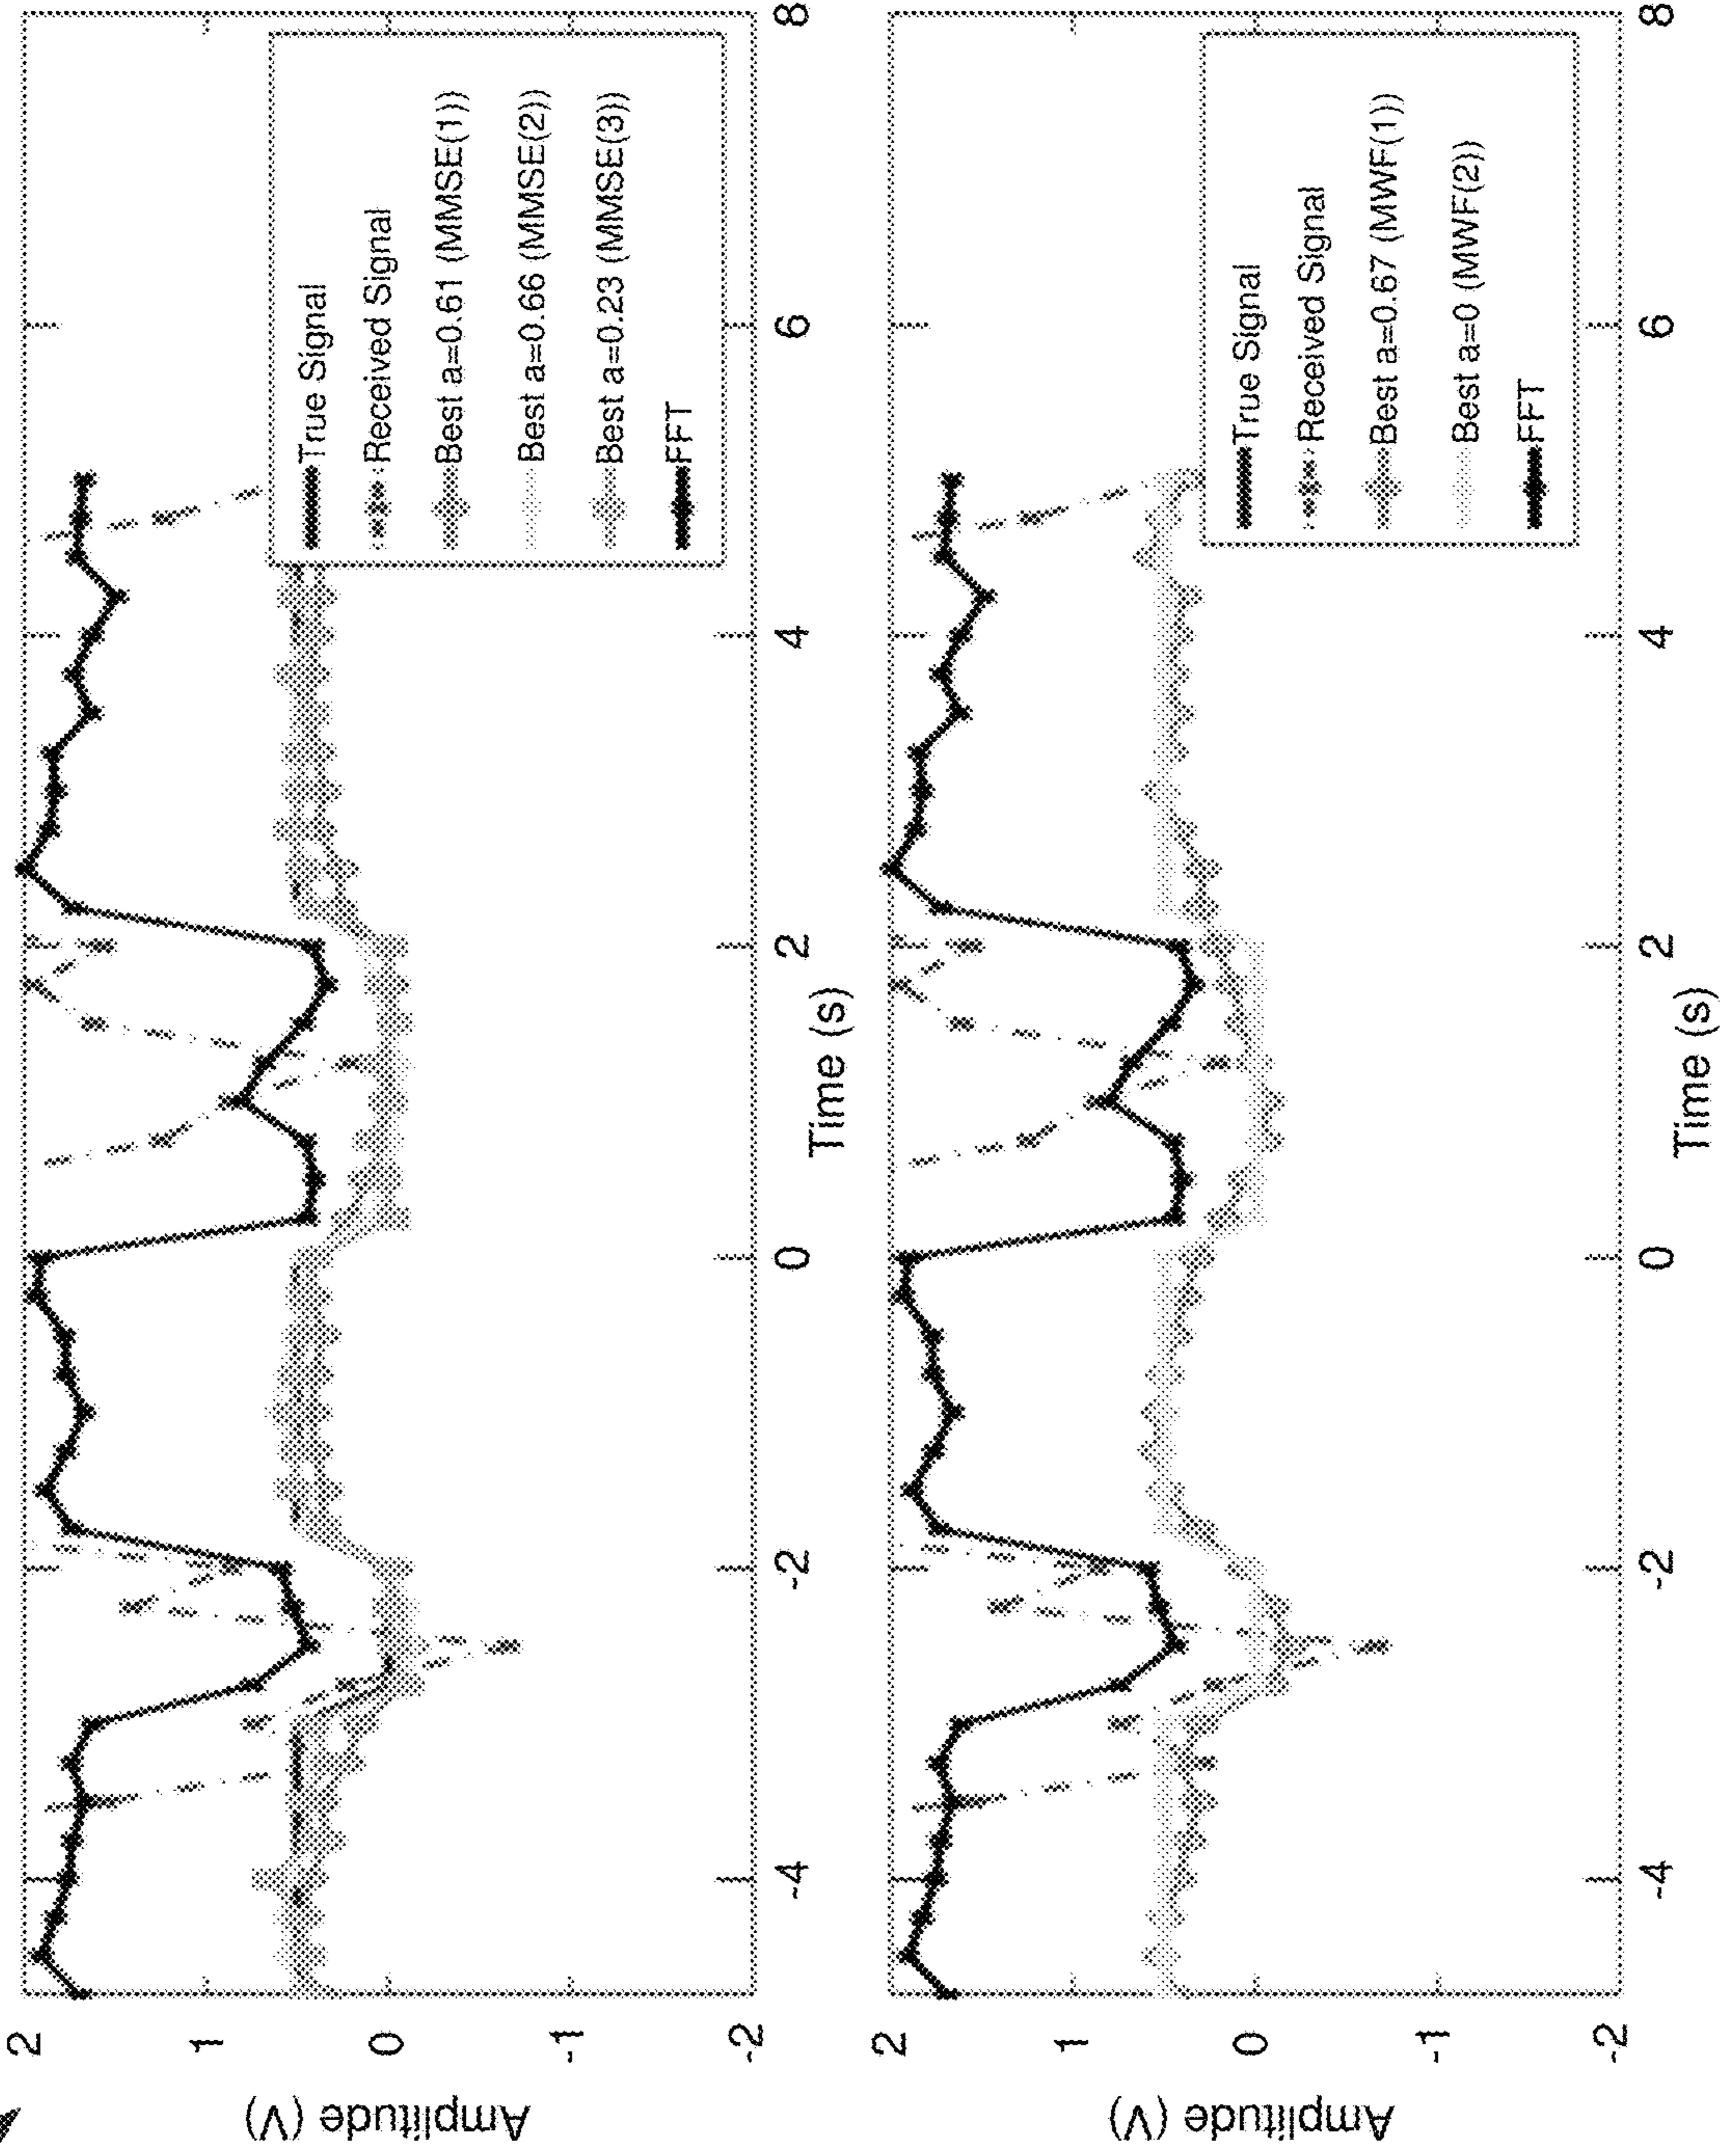 2
1
0
-1
-2
Amplitude (V)
-4
-2
0
2
4
6
8
Time (s)
True Signal
Received Signal
Best a=0.61 (MMSE(1))
Best a=0.66 (MMSE(2))
Best a=0.23 (MMSE(3))
FFT
2
1
0
-1
-2
Amplitude (V)
-4
-2
0
2
4
6
8
Time (s)
True Signal
Received Signal
Best a=0.67 (MWF(1))
Best a=0 (MWF(2))
FFT